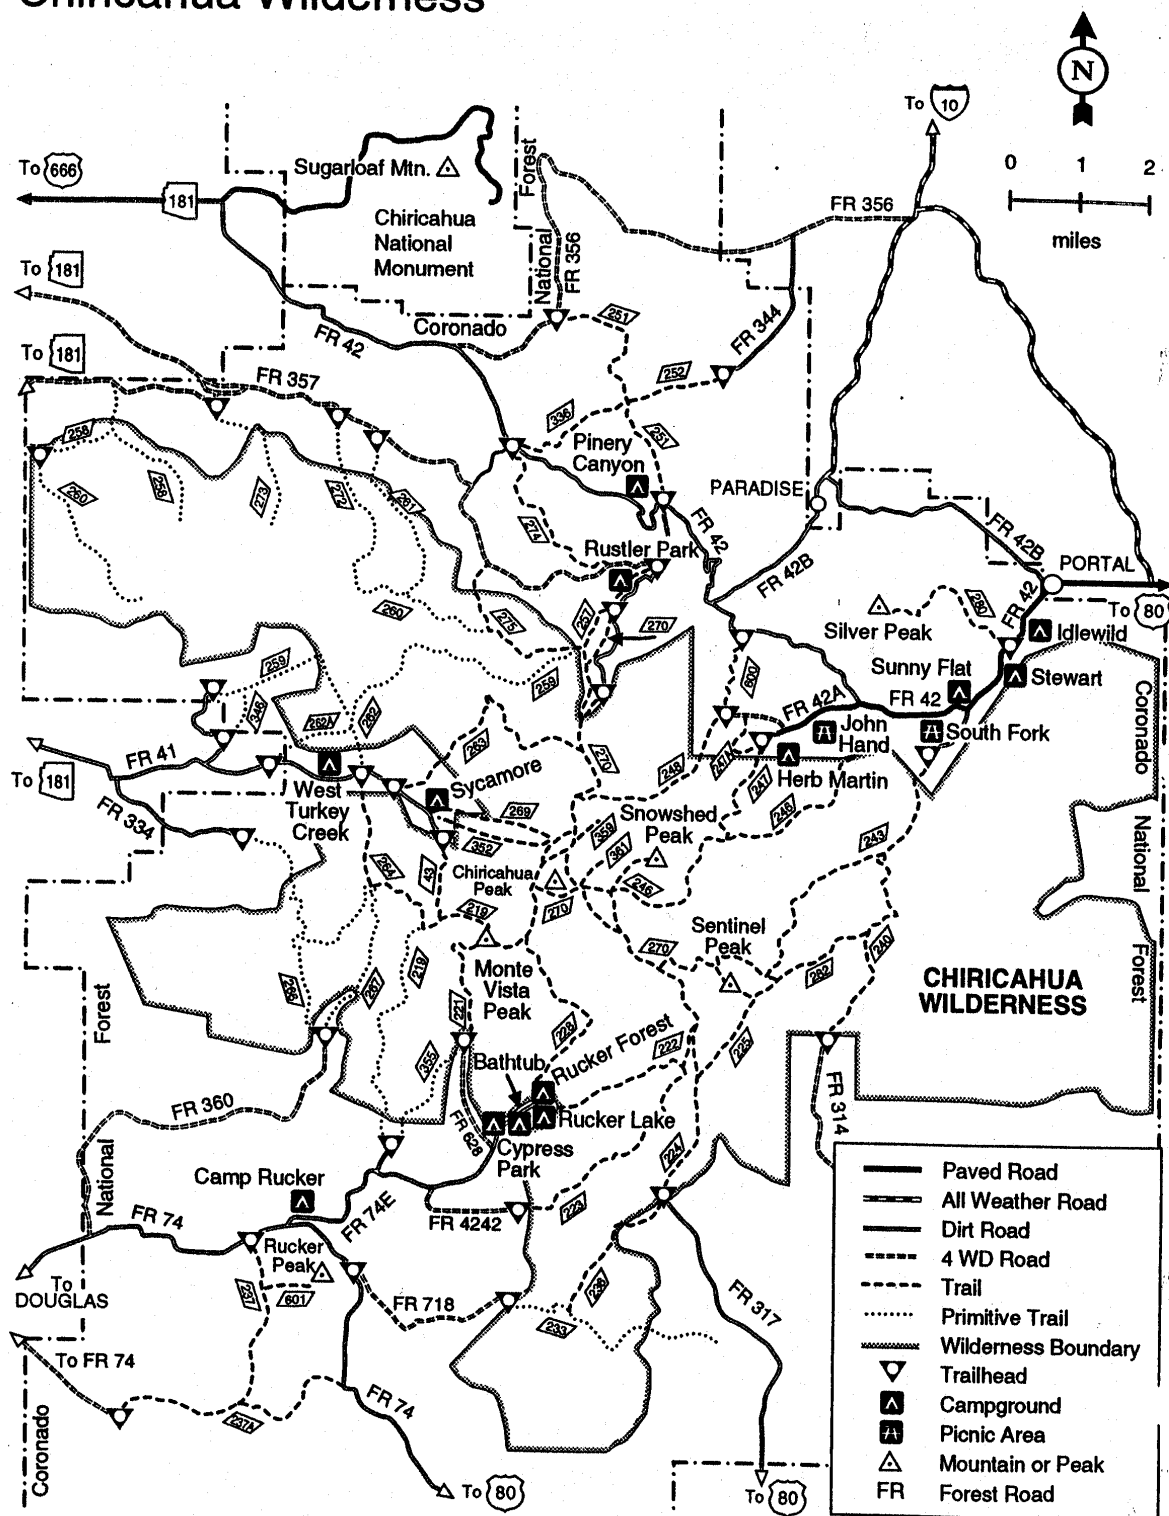 Chiricahua Wilderness
N
To 10
0 1 2
miles
To 666
181
Sugarloaf Mtn.
Chiricahua
National
Monument
Forest
National
FR 356
FR 356
To 181
Coronado
251
FR 42
FR 344
To 181
FR 357
252
336
251
258
Pinery
Canyon
260
258
273
272
281
274
PARADISE
FR 42
FR 42B
FR 42B
Rustler Park
PORTAL
FR 42
To 80
260
275
257
270
280
Silver Peak
Idlewild
Sunny Flat
Stewart
259
259
600
FR 42A
FR 42
346
262A
262
John
Hand
South Fork
Coronado
FR 41
263
270
248
247A
247
Herb Martin
To 181
West
Turkey
Creek
Sycamore
Snowshed
Peak
246
FR 334
269
352
359
361
243
National
264
43
Chiricahua
Peak
246
219
270
Sentinel
Peak
270
240
Forest
266
267
219
Monte
Vista
Peak
282
CHIRICAHUA
WILDERNESS
Forest
221
228
222
225
Rucker Forest
355
Bathtub
FR 360
FR 628
Rucker Lake
FR 314
Cypress
Park
National
Camp Rucker
224
FR 74
FR 74E
FR 4242
223
Rucker
Peak
To
DOUGLAS
237
601
FR 718
236
233
FR 317
To FR 74
237A
FR 74
Coronado
To 80
To 80
Paved Road
All Weather Road
Dirt Road
4 WD Road
Trail
Primitive Trail
Wilderness Boundary
Trailhead
Campground
Picnic Area
Mountain or Peak
FR Forest Road